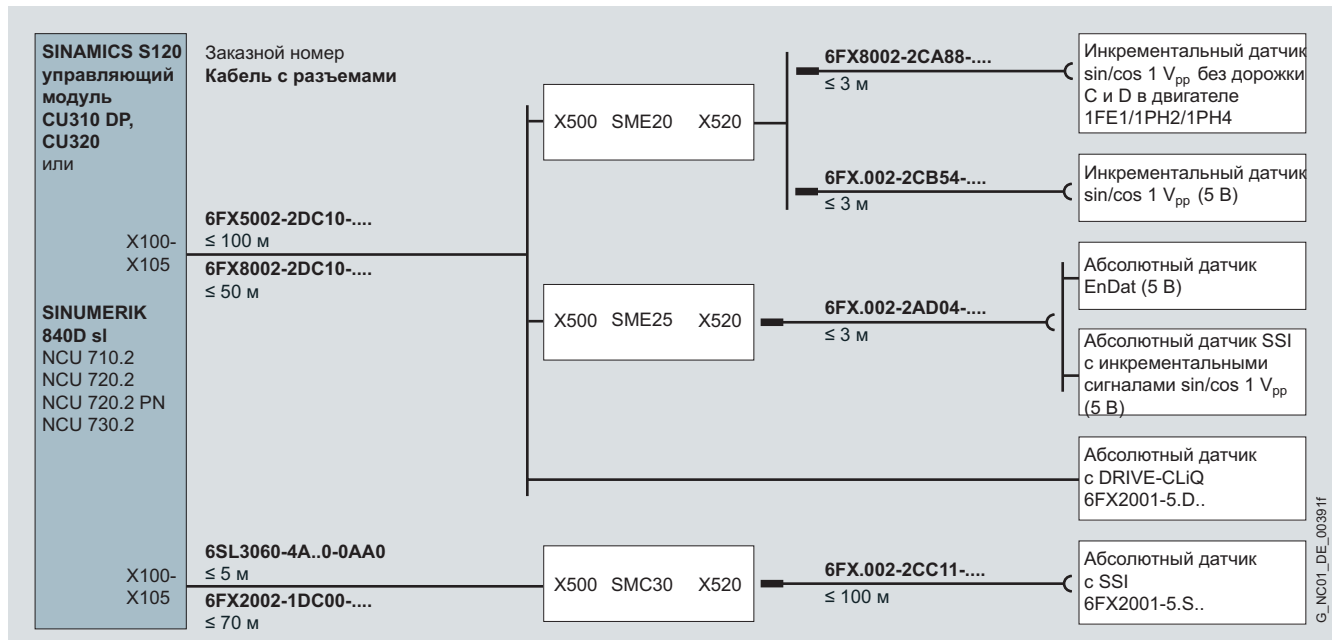 SINAMICS S120
управляющий
модуль
CU310 DP,
CU320
или
X100-
X105
SINUMERIK
840D sl
NCU 710.2
NCU 720.2
NCU 720.2 PN
NCU 730.2
X100-
X105
Заказной номер
Кабель с разъемами
6FX5002-2DC10-....
≤ 100 м
6FX8002-2DC10-....
≤ 50 м
X500 SME20 X520
6FX8002-2CA88-....
≤ 3 м
Инкрементальный датчик
sin/cos 1 Vpp без дорожки
C и D в двигателе
1FE1/1PH2/1PH4
6FX.002-2CB54-....
≤ 3 м
Инкрементальный датчик
sin/cos 1 Vpp (5 В)
X500 SME25 X520
6FX.002-2AD04-....
≤ 3 м
Абсолютный датчик
EnDat (5 В)
Абсолютный датчик SSI
с инкрементальными
сигналами sin/cos 1 Vpp
(5 В)
Абсолютный датчик
с DRIVE-CLiQ
6FX2001-5.D..
6SL3060-4A..0-0AA0
≤ 5 м
6FX2002-1DC00-....
≤ 70 м
X500 SMC30 X520
6FX.002-2CC11-....
≤ 100 м
Абсолютный датчик
с SSI
6FX2001-5.S..
G_NC01_DE_00391f